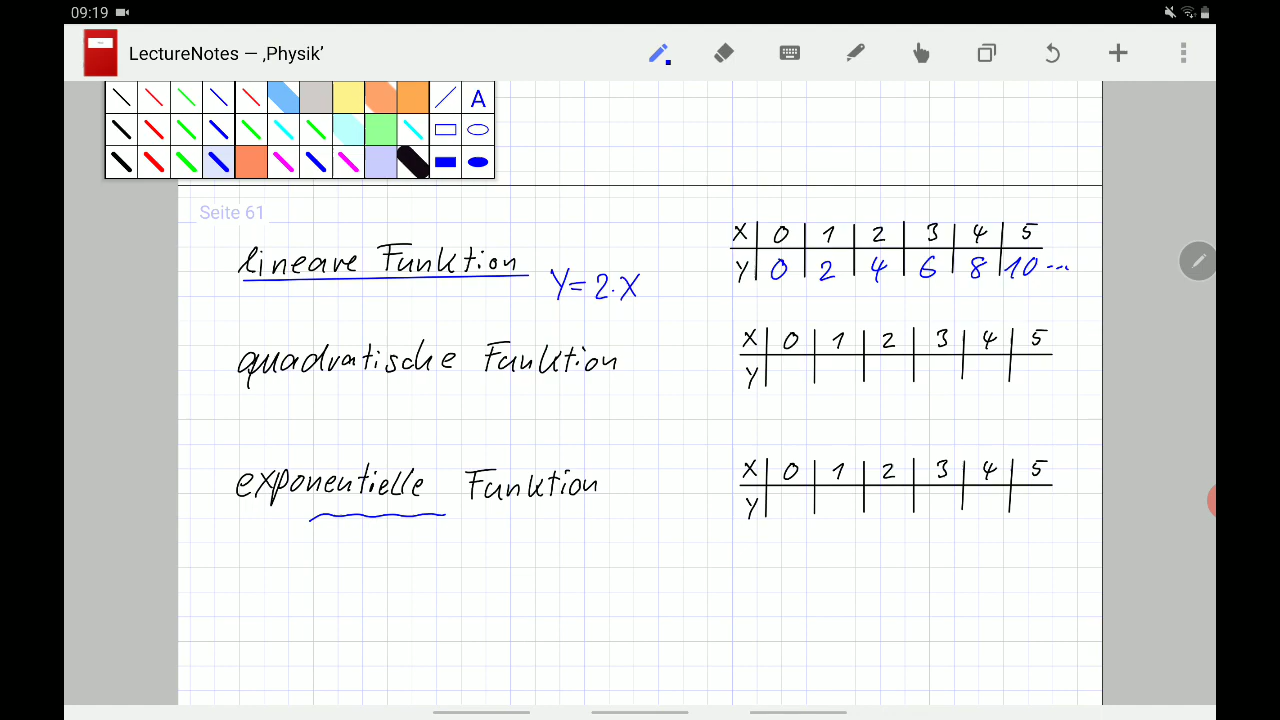 09:19
LectureNotes — ‚Physik‘
A
Seite 61
lineare Funktion
Y=2·X
X 0 1 2 3 4 5
Y 0 2 4 6 8 10 ...
quadratische Funktion
X 0 1 2 3 4 5
Y
exponentielle Funktion
X 0 1 2 3 4 5
Y